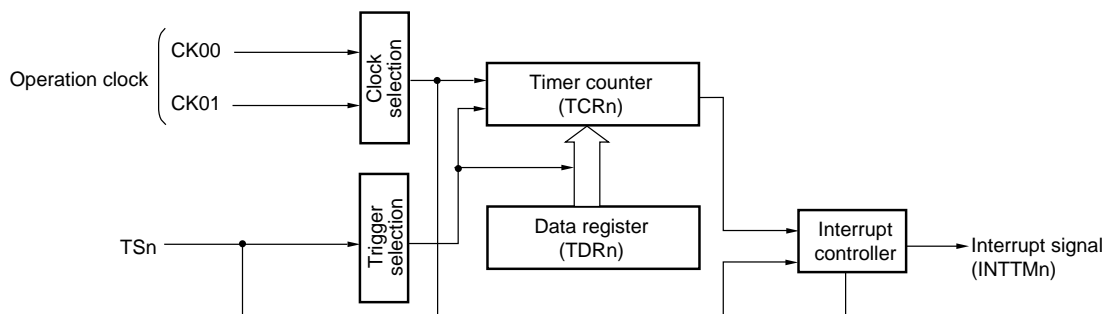 Operation clock
CK00
CK01
Clock
selection
Timer counter
(TCRn)
TSn
Trigger
selection
Data register
(TDRn)
Interrupt
controller
Interrupt signal
(INTTMn)